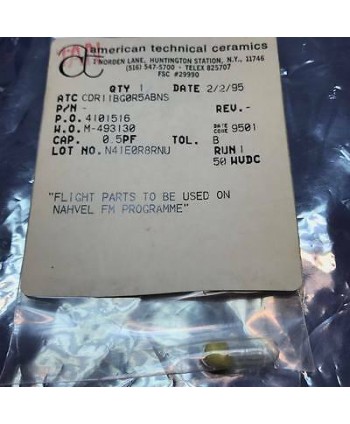 TAN
american technical ceramics
1 NORDEN LANE, HUNTINGTON STATION, N.Y., 11746
(516) 547-5700 - TELEX 825707
FSC #29990
QTY 1 DATE 2/2/95
ATC CDR11BG0R5ABNS
P/N - REV.-
P.O. 4101516
W.O. M-493130 DATE CODE 9501
CAP. 0.5PF TOL. B
LOT NO. N41E0R8RNU RUN 1
50 WVDC
"FLIGHT PARTS TO BE USED ON
NAHVEL FM PROGRAMME"